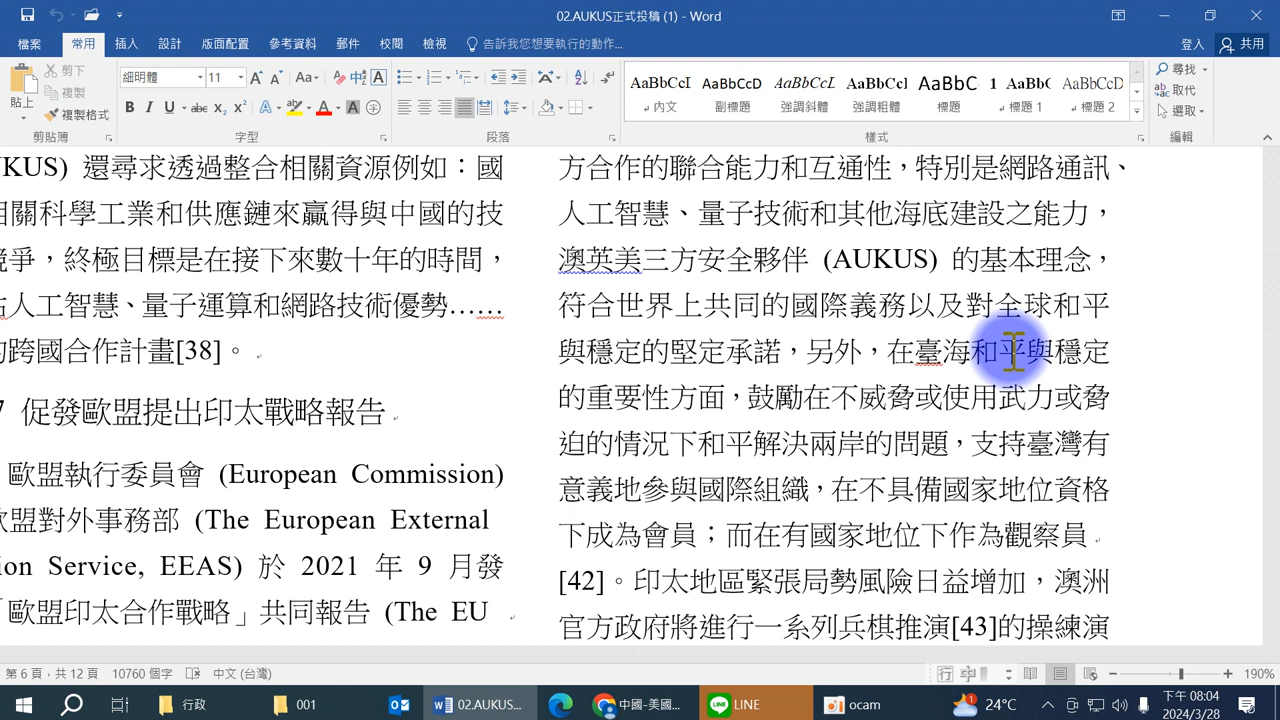 02.AUKUS正式投稿 (1) - Word
檔案 常用 插入 設計 版面配置 參考資料 郵件 校閱 檢視 告訴我您想要執行的動作... 登入 共用
貼上 剪下 複製 複製格式
細明體 11
AaBbCcI AaBbCcD AaBbCcL AaBbCcI AaBbC 1 AaBb( AaBbCcD
內文 副標題 強調斜體 強調粗體 標題 標題 1 標題 2
尋找 取代 選取
剪貼簿 字型 段落 樣式 編輯
UKUS) 還尋求透過整合相關資源例如：國
相關科學工業和供應鏈來贏得與中國的技
競爭，終極目標是在接下來數十年的時間，
佔人工智慧、量子運算和網路技術優勢……
的跨國合作計畫[38]。
7 促發歐盟提出印太戰略報告
歐盟執行委員會 (European Commission)
歐盟對外事務部 (The European External
ion Service, EEAS) 於 2021 年 9 月發
「歐盟印太合作戰略」共同報告 (The EU
方合作的聯合能力和互通性，特別是網路通訊、
人工智慧、量子技術和其他海底建設之能力，
澳英美三方安全夥伴 (AUKUS) 的基本理念，
符合世界上共同的國際義務以及對全球和平
與穩定的堅定承諾，另外，在臺海和平與穩定
的重要性方面，鼓勵在不威脅或使用武力或脅
迫的情況下和平解決兩岸的問題，支持臺灣有
意義地參與國際組織，在不具備國家地位資格
下成為會員；而在有國家地位下作為觀察員
[42]。印太地區緊張局勢風險日益增加，澳洲
官方政府將進行一系列兵棋推演[43]的操練演
第 6 頁，共 12 頁 10760 個字 中文 (台灣) 190%
行政 001 02.AUKUS... 中國-美國... LINE ocam 24°C 下午 08:04
2024/3/28